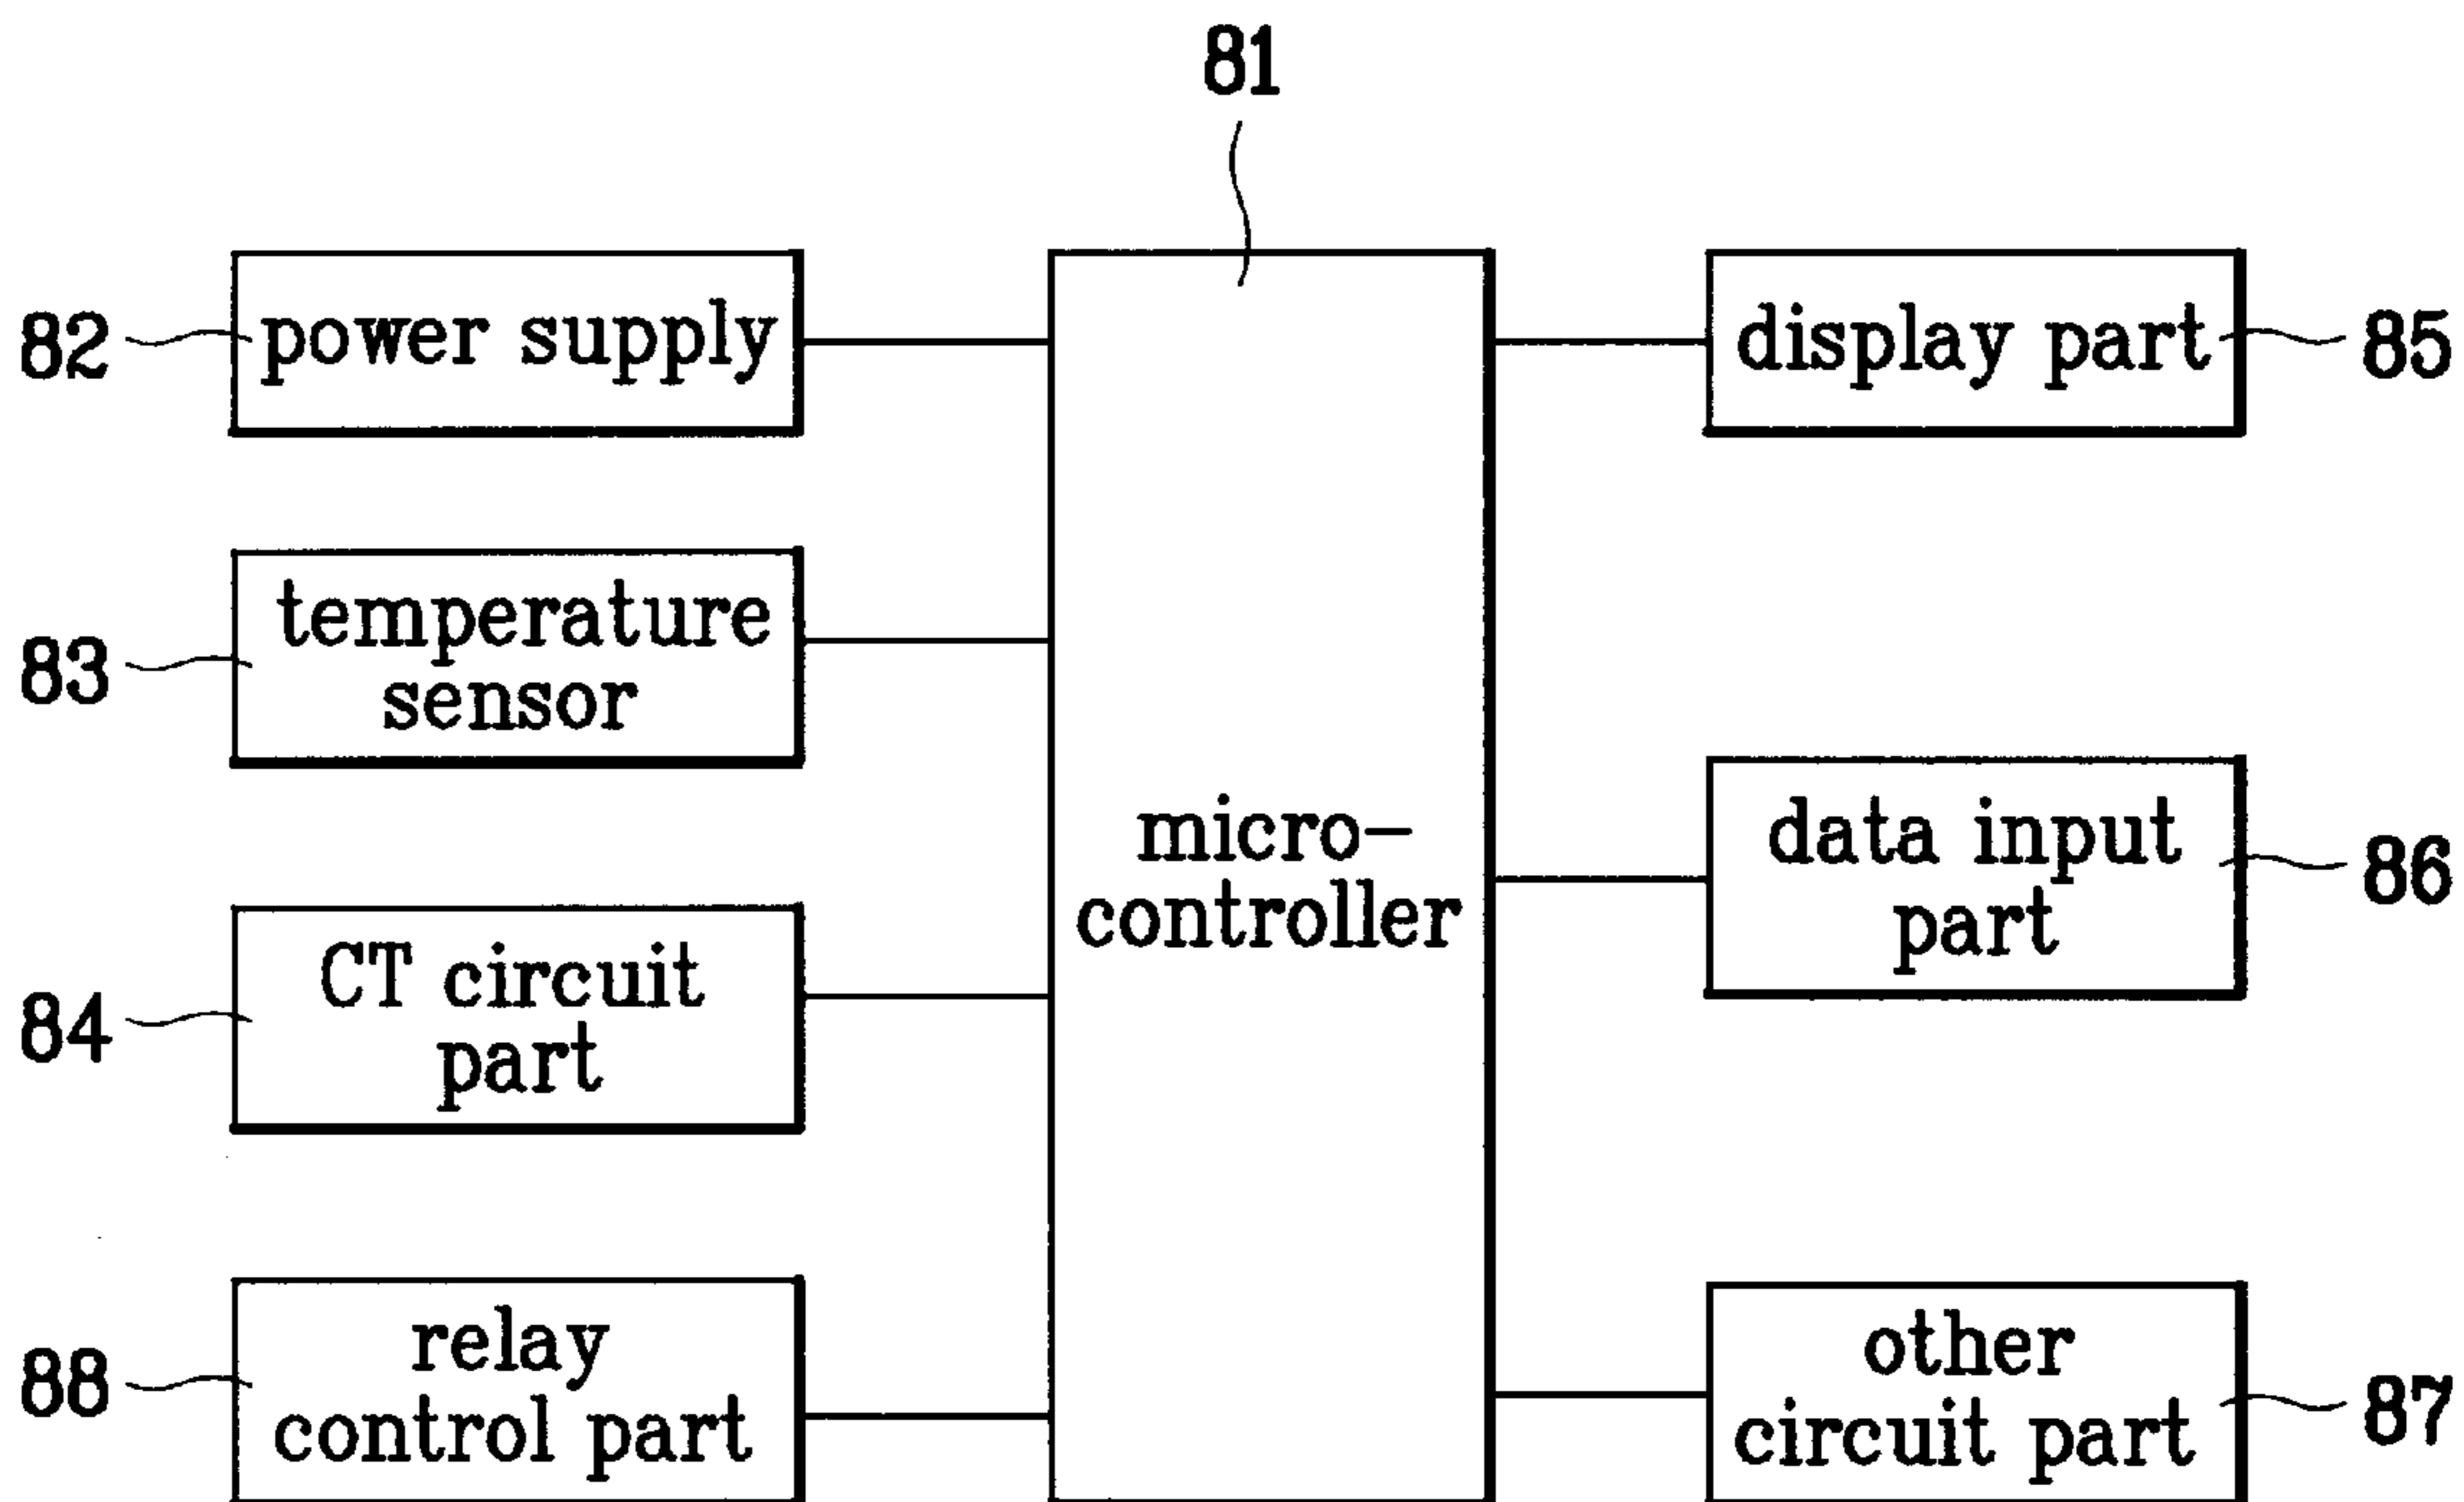 81
82
power supply
83
temperature
sensor
84
CT circuit
part
88
relay
control part
micro-
controller
display part
85
data input
part
86
other
circuit part
87